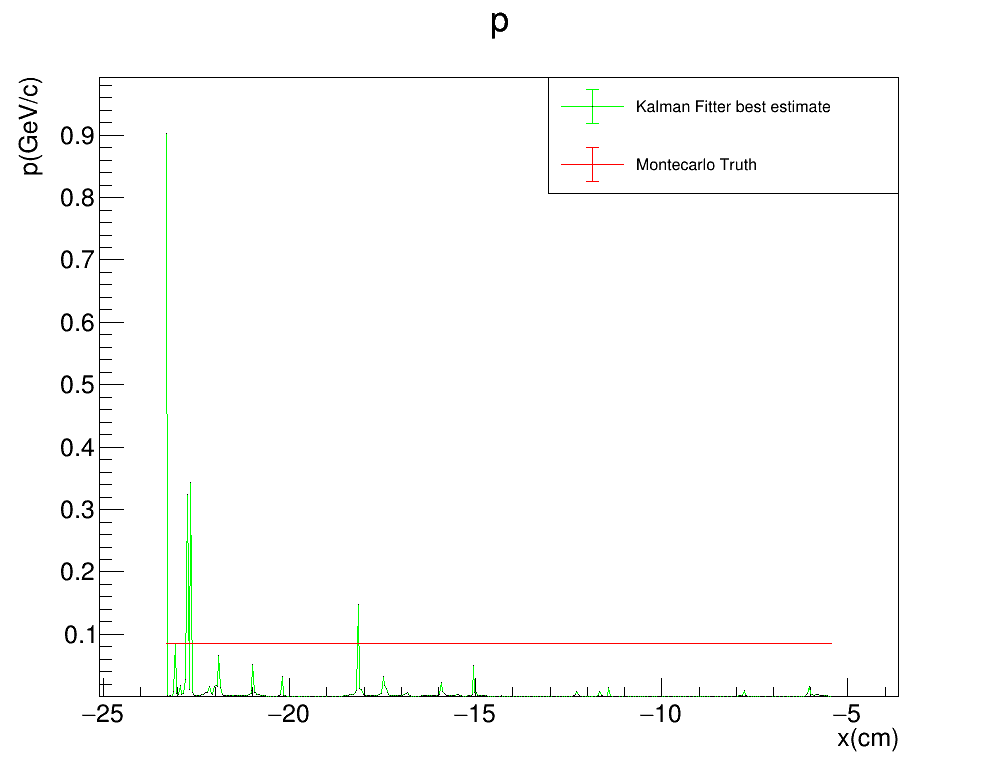 p
p(GeV/c)
Kalman Fitter best estimate
Montecarlo Truth
0.9
0.8
0.7
0.6
0.5
0.4
0.3
0.2
0.1
−25 −20 −15 −10 −5
x(cm)